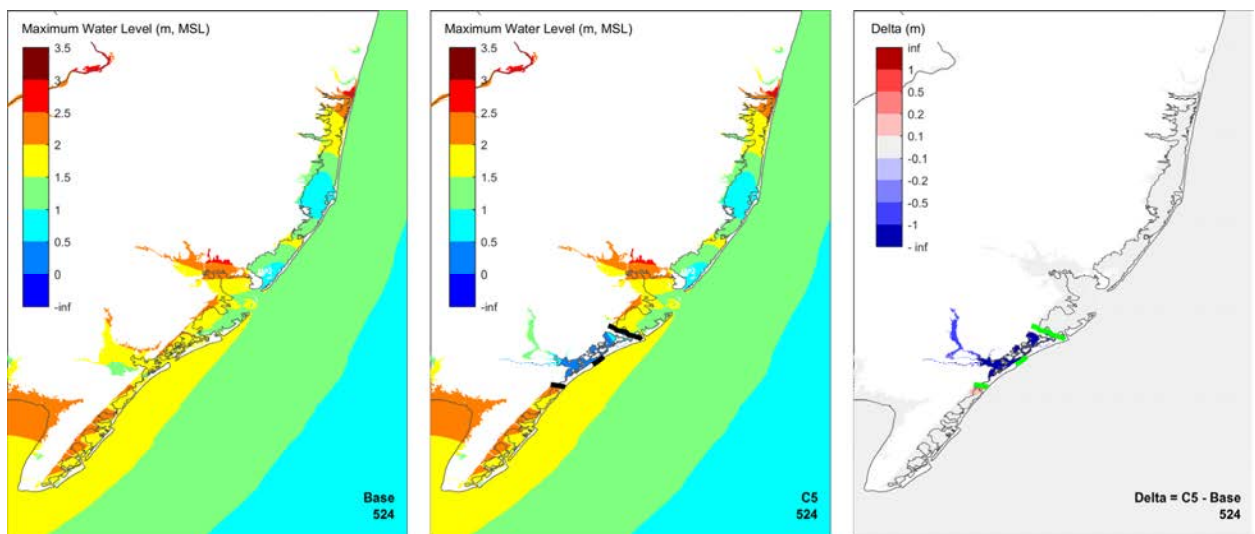 Maximum Water Level (m, MSL)
3.5
3
2.5
2
1.5
1
0.5
0
-inf
Base
524
Maximum Water Level (m, MSL)
3.5
3
2.5
2
1.5
1
0.5
0
-inf
C5
524
Delta (m)
inf
1
0.5
0.2
0.1
-0.1
-0.2
-0.5
-1
- inf
Delta = C5 - Base
524